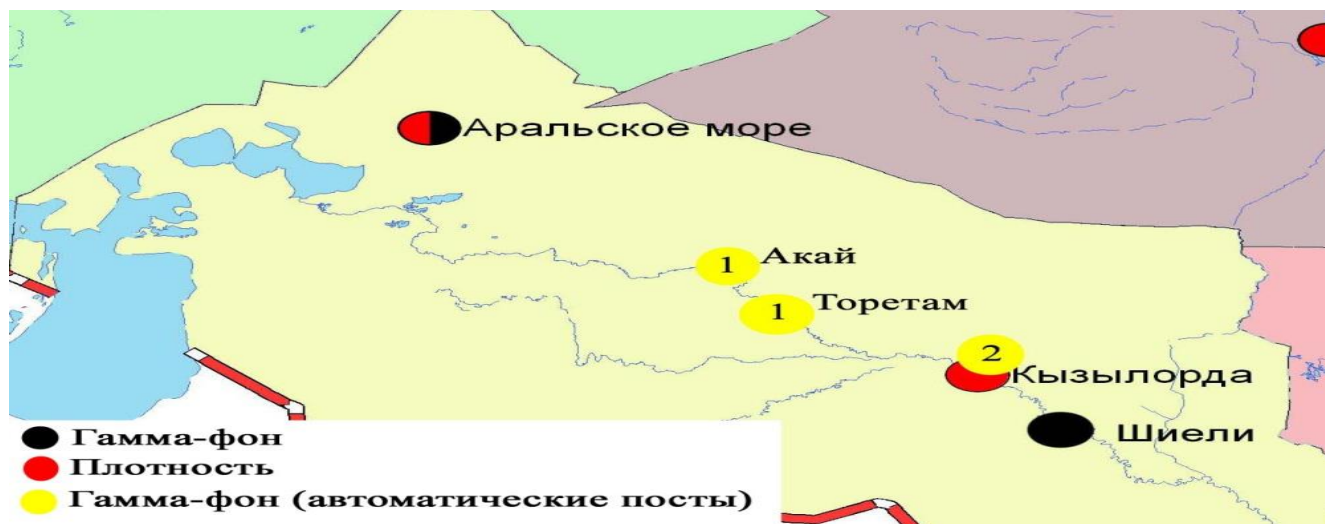 Аральское море
1 Акай
1 Торетам
2
Кызылорда
Шиели
Гамма-фон
Плотность
Гамма-фон (автоматические посты)